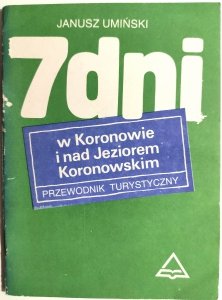 JANUSZ UMIŃSKI
7dni
w Koronowie
i nad Jeziorem
Koronowskim
PRZEWODNIK TURYSTYCZNY